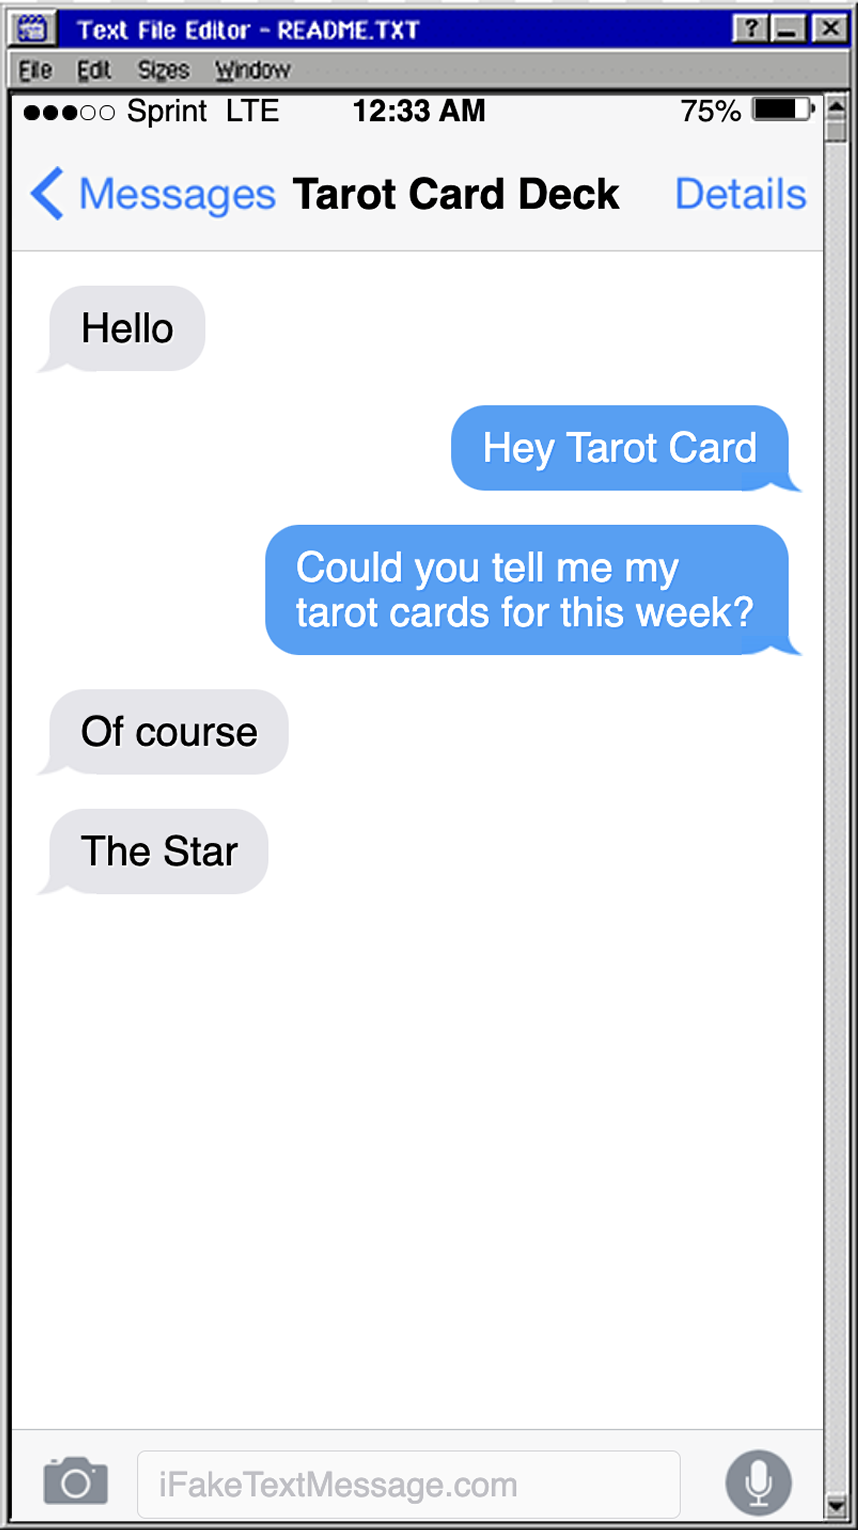 Text File Editor - README.TXT
File Edit Sizes Window
Sprint LTE 12:33 AM 75%
Messages Tarot Card Deck Details
Hello
Hey Tarot Card
Could you tell me my
tarot cards for this week?
Of course
The Star
iFakeTextMessage.com